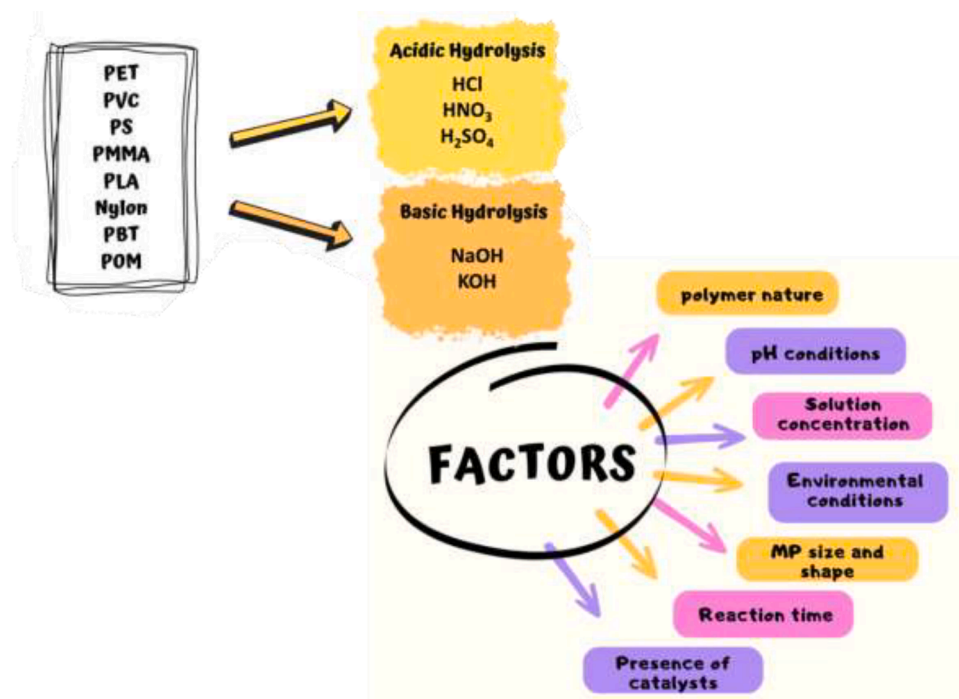 PET
PVC
PS
PMMA
PLA
Nylon
PBT
POM
Acidic Hydrolysis
HCl
HNO₃
H₂SO₄
Basic Hydrolysis
NaOH
KOH
FACTORS
polymer nature
pH conditions
Solution
concentration
Environmental
conditions
MP size and
shape
Reaction time
Presence of
catalysts